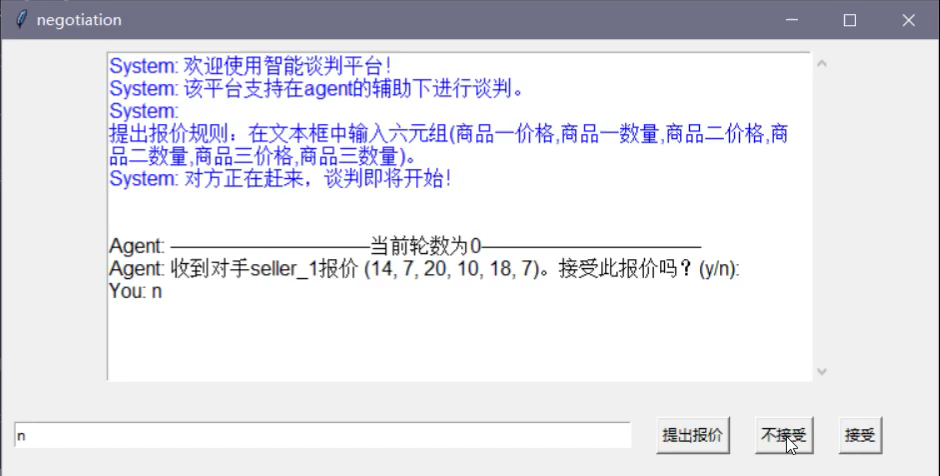 negotiation
System: 欢迎使用智能谈判平台!
System: 该平台支持在agent的辅助下进行谈判。
System:
提出报价规则：在文本框中输入六元组(商品一价格,商品一数量,商品二价格,商
品二数量,商品三价格,商品三数量)。
System: 对方正在赶来，谈判即将开始!
Agent: ——————————当前轮数为0———————————
Agent: 收到对手seller_1报价 (14, 7, 20, 10, 18, 7)。接受此报价吗？(y/n):
You: n
n
提出报价
不接受
接受